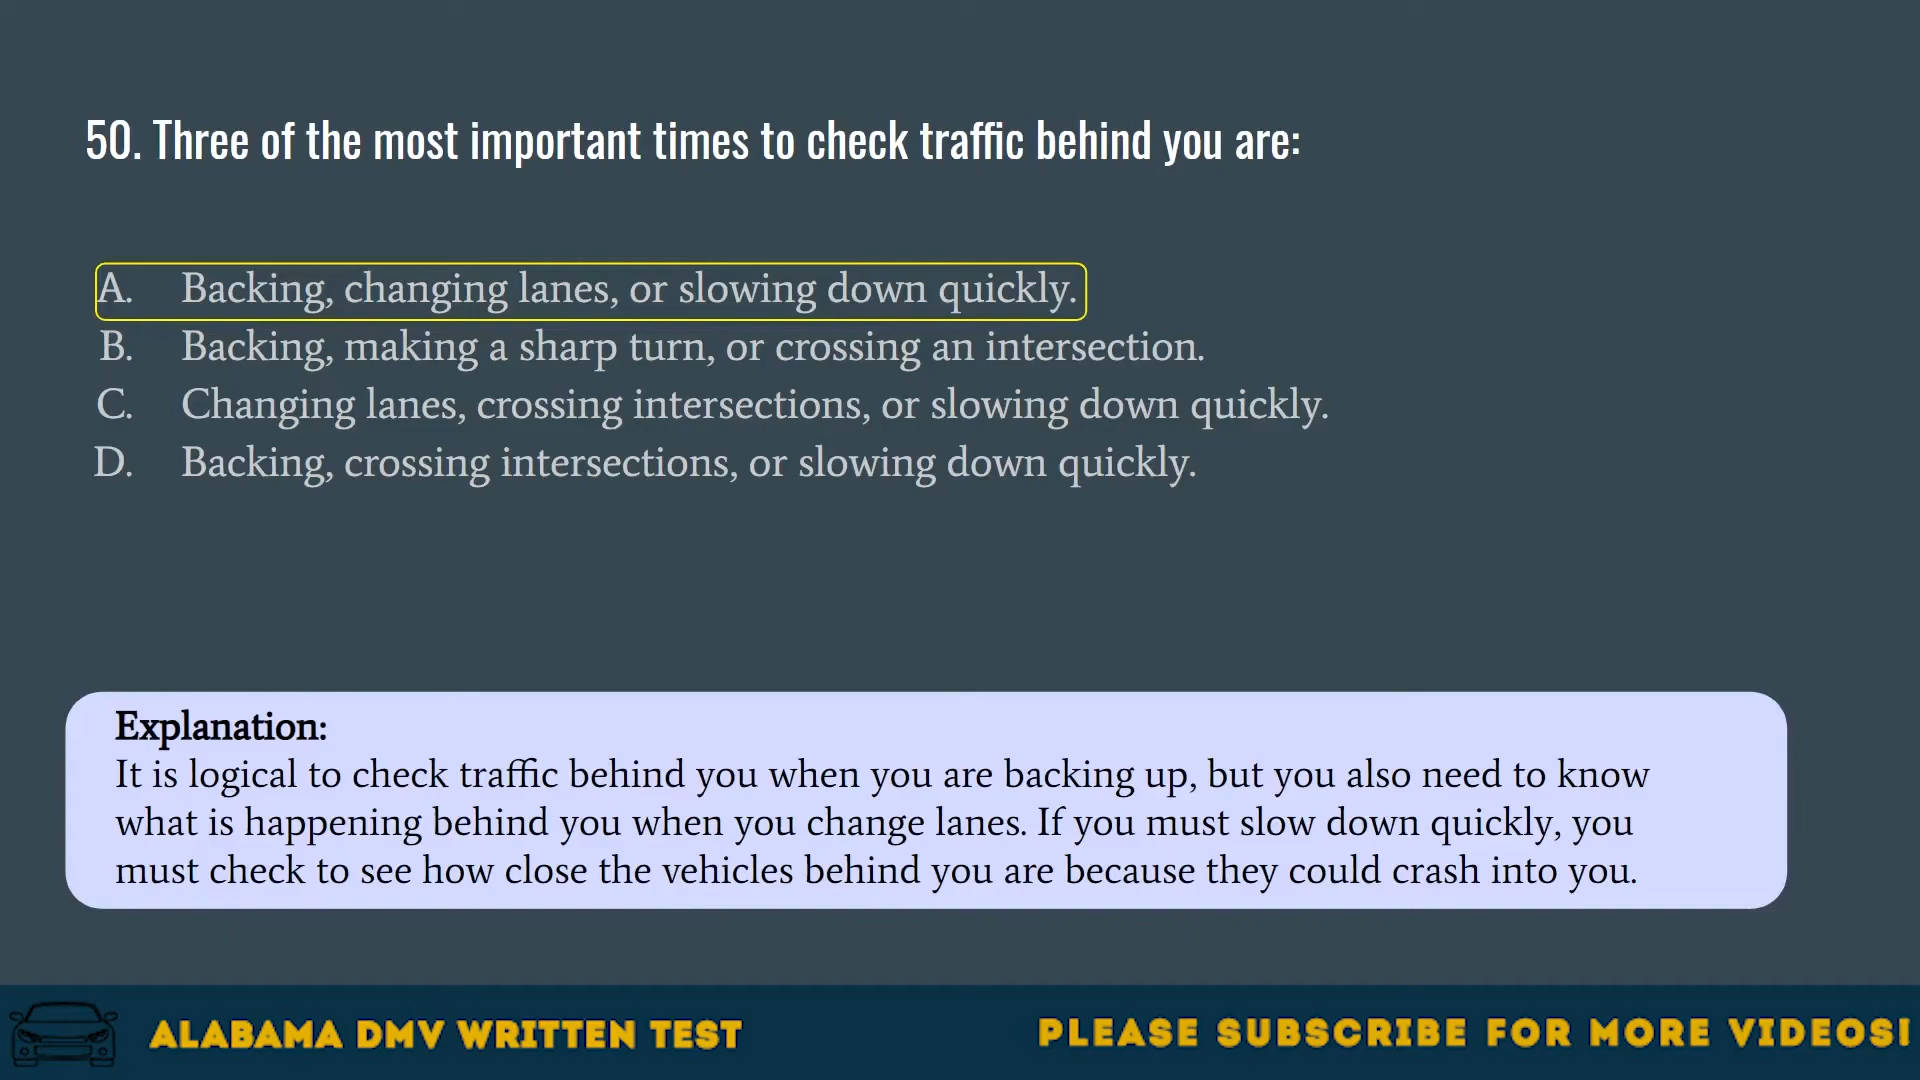 50. Three of the most important times to check traffic behind you are:
A. Backing, changing lanes, or slowing down quickly.
B. Backing, making a sharp turn, or crossing an intersection.
C. Changing lanes, crossing intersections, or slowing down quickly.
D. Backing, crossing intersections, or slowing down quickly.
Explanation:
It is logical to check traffic behind you when you are backing up, but you also need to know
what is happening behind you when you change lanes. If you must slow down quickly, you
must check to see how close the vehicles behind you are because they could crash into you.
ALABAMA DMV WRITTEN TEST
PLEASE SUBSCRIBE FOR MORE VIDEOS!